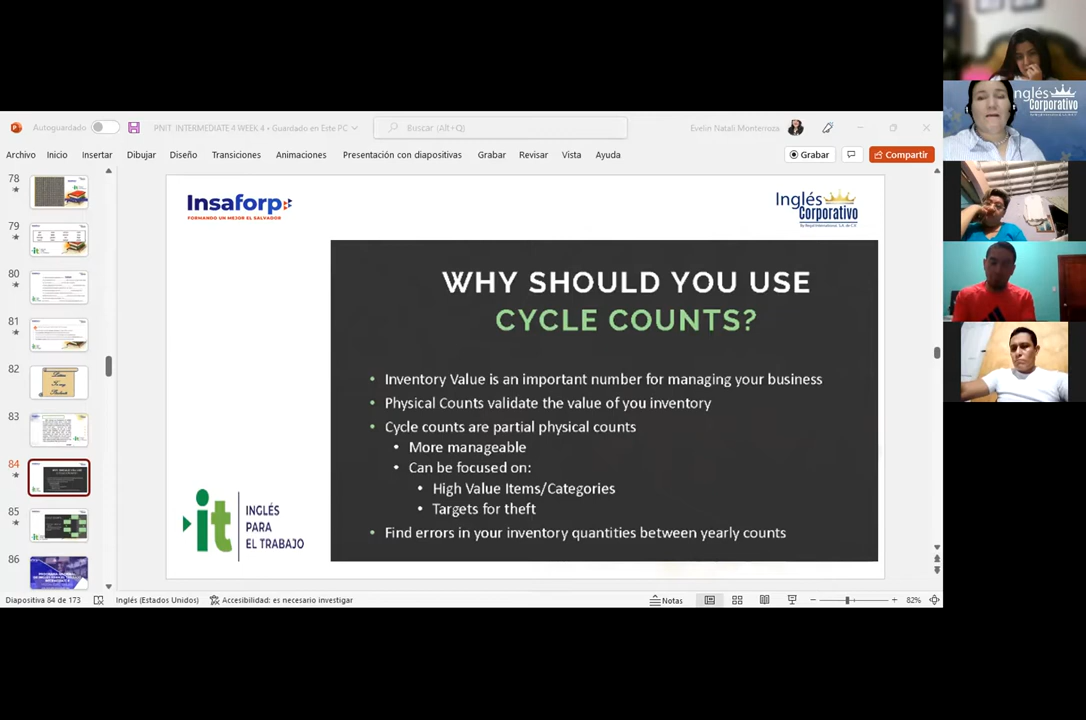 Autoguardado
PNIT_INTERMEDIATE 4 WEEK 4 • Guardado en Este PC
Buscar (Alt+Q)
Evelin Natali Monterroza
Archivo Inicio Insertar Dibujar Diseño Transiciones Animaciones Presentación con diapositivas Grabar Revisar Vista Ayuda
Grabar
Compartir
78
79
80
81
82
83
84
85
86
Insaforp
FORMANDO UN MEJOR EL SALVADOR
Inglés
Corporativo
WHY SHOULD YOU USE
CYCLE COUNTS?
• Inventory Value is an important number for managing your business
• Physical Counts validate the value of you inventory
• Cycle counts are partial physical counts
• More manageable
• Can be focused on:
• High Value Items/Categories
• Targets for theft
• Find errors in your inventory quantities between yearly counts
it
INGLÉS
PARA
EL TRABAJO
Diapositiva 84 de 173
Inglés (Estados Unidos)
Accesibilidad: es necesario investigar
Notas
82%
nglés
Corporativo